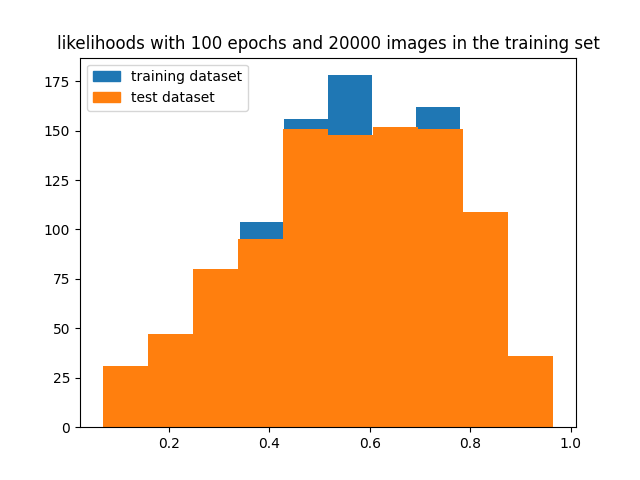 likelihoods with 100 epochs and 20000 images in the training set
training dataset
test dataset
175
150
125
100
75
50
25
0
0.2 0.4 0.6 0.8 1.0